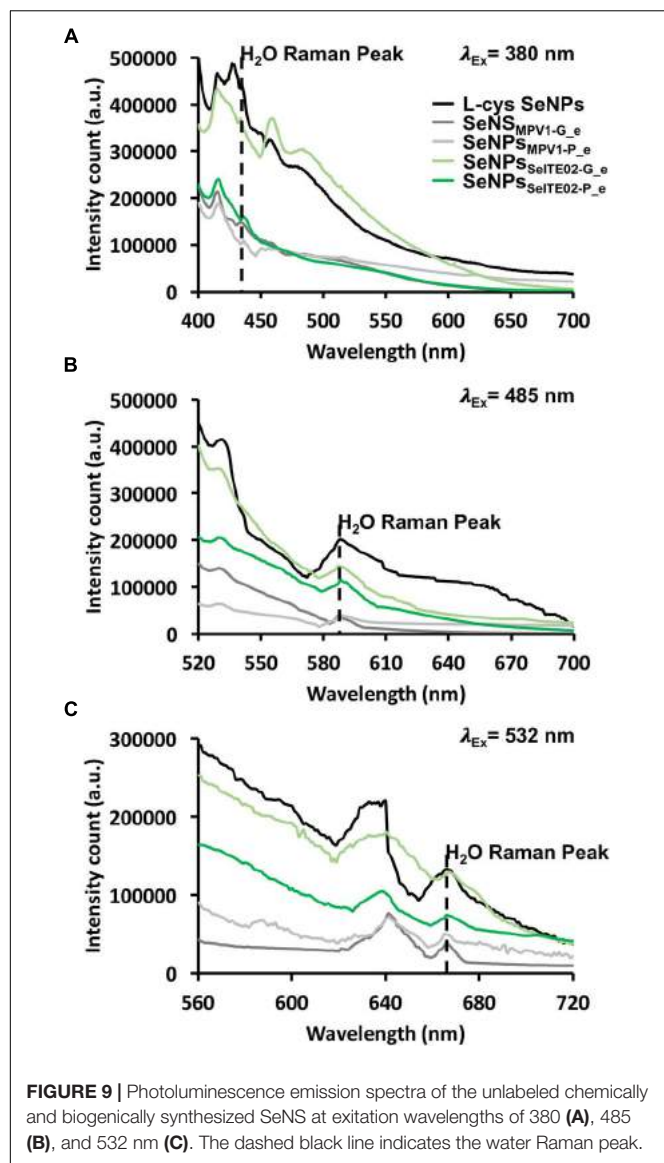 A
H₂O Raman Peak
λEx= 380 nm
L-cys SeNPs
SeNSMPV1-G_e
SeNPsMPV1-P_e
SeNPsSeITE02-G_e
SeNPsSeITE02-P_e
Intensity count (a.u.)
500000
400000
300000
200000
100000
0
400 450 500 550 600 650 700
Wavelength (nm)
B
λEx= 485 nm
H₂O Raman Peak
Intensity count (a.u.)
500000
400000
300000
200000
100000
0
520 550 580 610 640 670 700
Wavelength (nm)
C
λEx= 532 nm
H₂O Raman Peak
Intensity count (a.u.)
300000
200000
100000
0
560 600 640 680 720
Wavelength (nm)
FIGURE 9 | Photoluminescence emission spectra of the unlabeled chemically
and biogenically synthesized SeNS at exitation wavelengths of 380 (A), 485
(B), and 532 nm (C). The dashed black line indicates the water Raman peak.